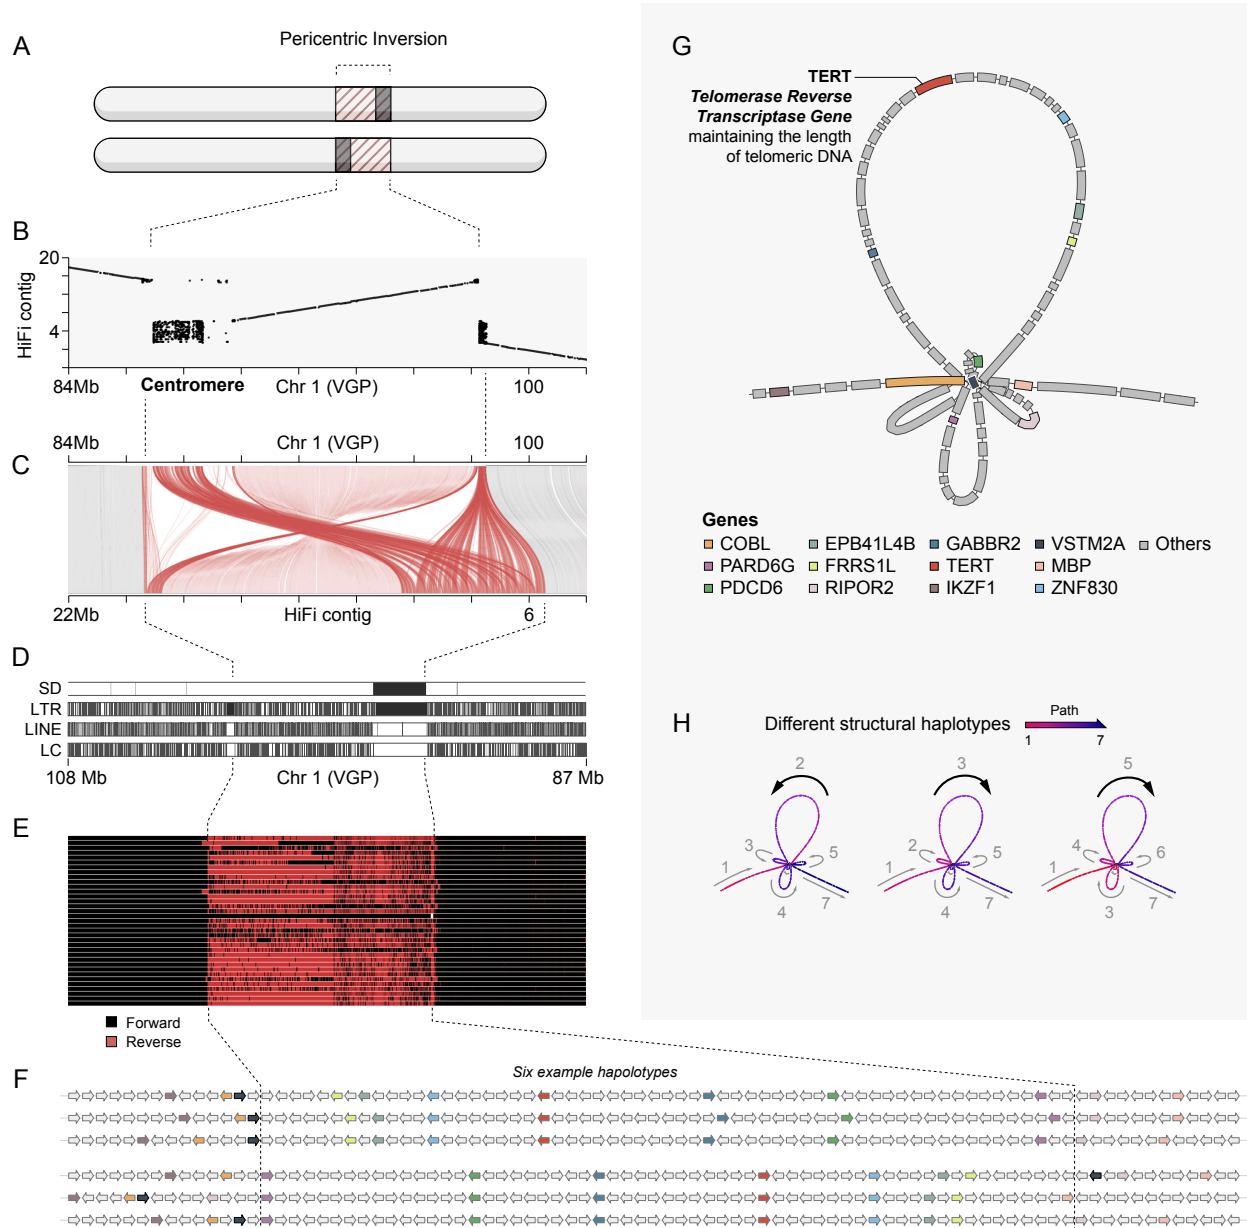 A
Pericentric Inversion
B
20
4
HiFi contig
84Mb
Centromere
Chr 1 (VGP)
100
84Mb
Chr 1 (VGP)
100
C
22Mb
HiFi contig
6
D
SD
LTR
LINE
LC
108 Mb
Chr 1 (VGP)
87 Mb
E
Forward
Reverse
F
Six example hapolotypes
G
TERT
Telomerase Reverse
Transcriptase Gene
maintaining the length
of telomeric DNA
Genes
COBL
EPB41L4B
GABBR2
VSTM2A
Others
PARD6G
FRRS1L
TERT
MBP
PDCD6
RIPOR2
IKZF1
ZNF830
H
Different structural haplotypes
Path
1
7
2
3
1
5
4
7
3
2
1
5
4
7
5
4
1
6
3
7